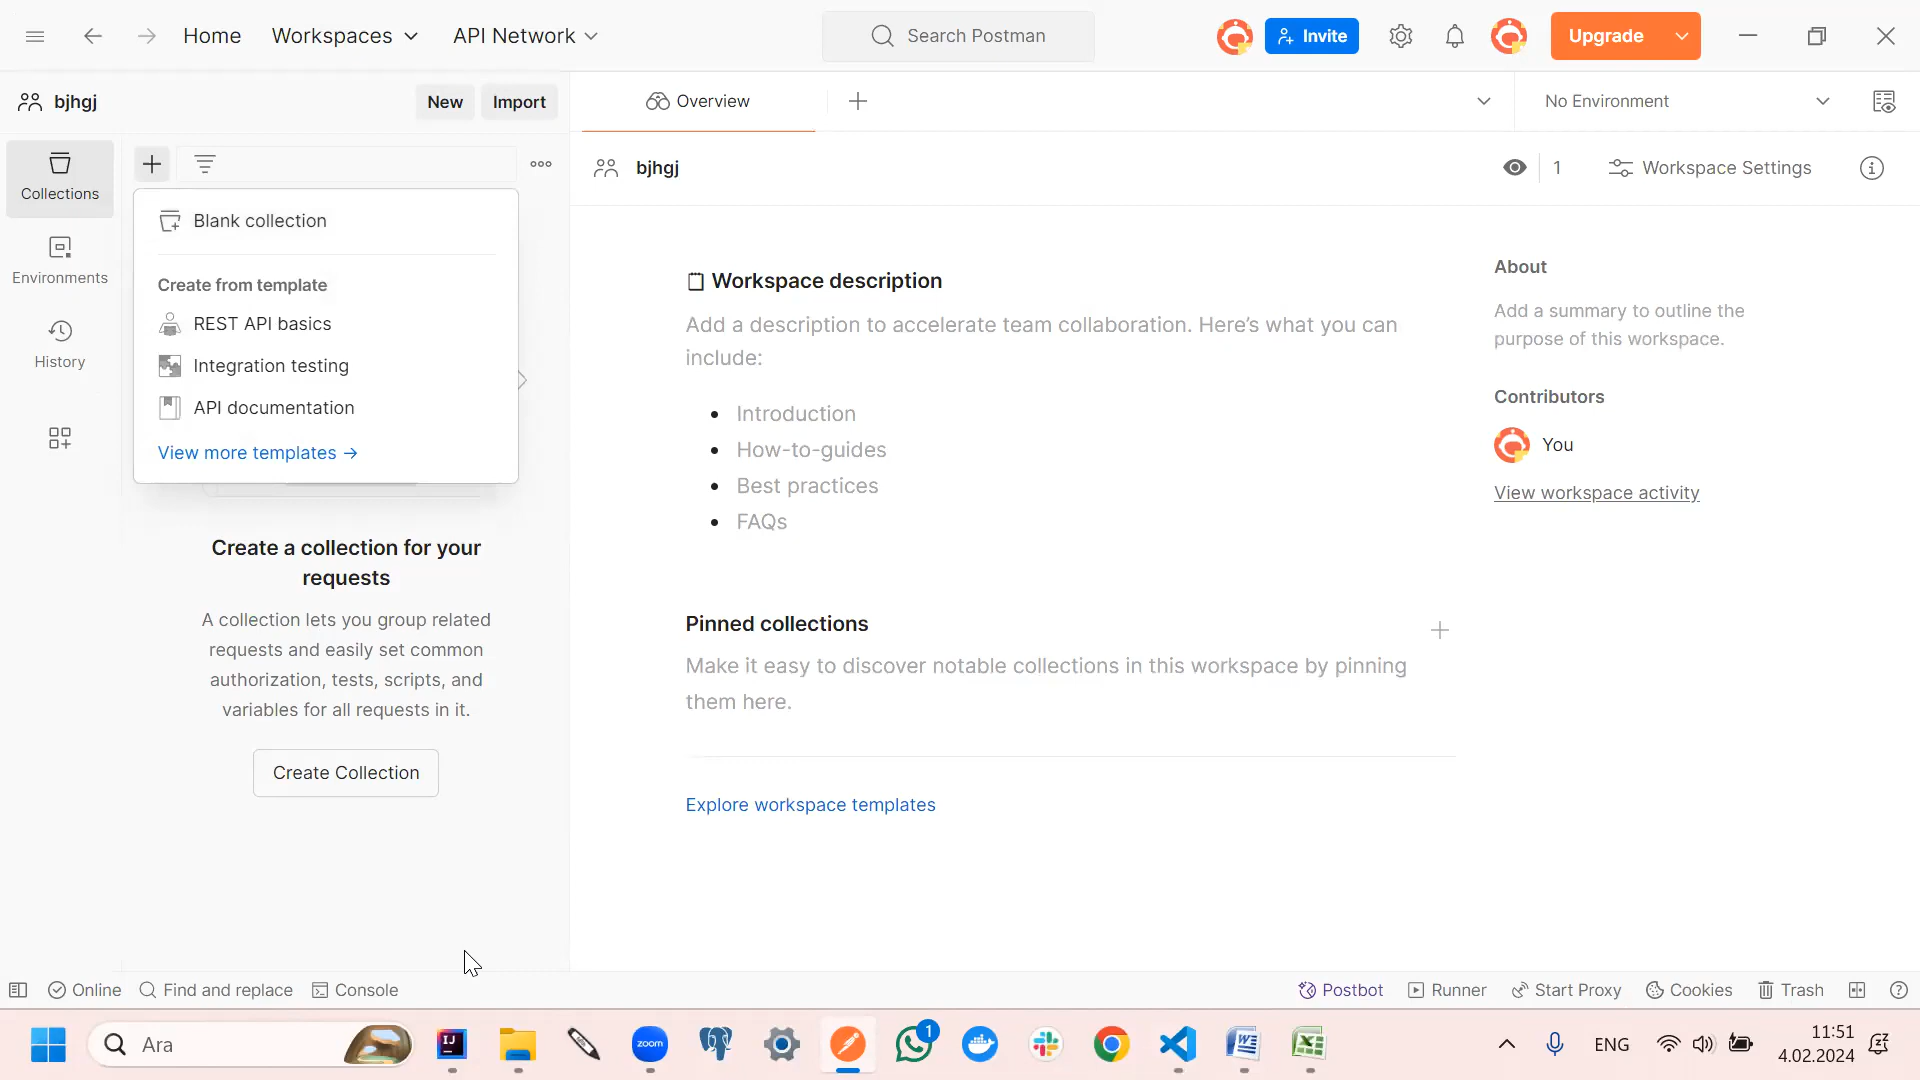 Home
Workspaces
API Network
Search Postman
Invite
Upgrade
bjhgj
New
Import
Overview
No Environment
Collections
bjhgj
1
Workspace Settings
Blank collection
Environments
Create from template
REST API basics
Integration testing
API documentation
View more templates →
History
Workspace description
Add a description to accelerate team collaboration. Here’s what you can
include:
• Introduction
• How-to-guides
• Best practices
• FAQs
About
Add a summary to outline the
purpose of this workspace.
Contributors
You
View workspace activity
Create a collection for your
requests
A collection lets you group related
requests and easily set common
authorization, tests, scripts, and
variables for all requests in it.
Create Collection
Pinned collections
Make it easy to discover notable collections in this workspace by pinning
them here.
Explore workspace templates
Online
Find and replace
Console
Postbot
Runner
Start Proxy
Cookies
Trash
Ara
IJ
zoom
1
ENG
11:51
4.02.2024